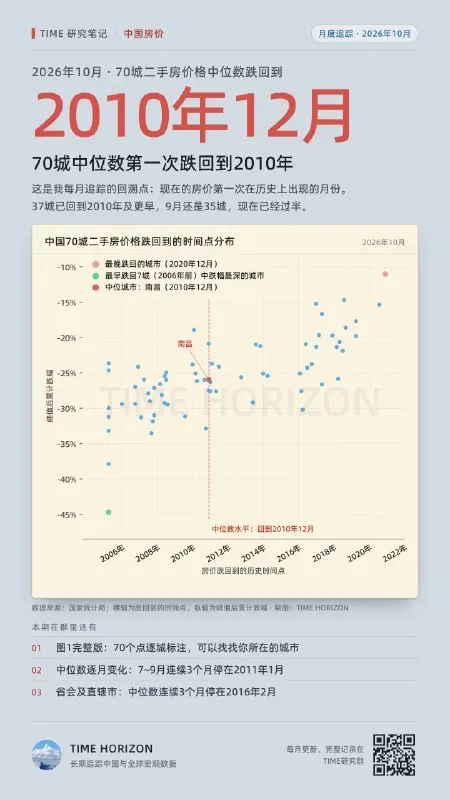 TIME 研究笔记 / 中国房价
月度追踪 · 2026年10月
2026年10月 · 70城二手房价格中位数跌回到
2010年12月
70城中位数第一次跌回到2010年
这是我每月追踪的回溯点：现在的房价第一次在历史上出现的月份。
37城已回到2010年及更早，9月还是35城，现在已经过半。
中国70城二手房价格跌回到的时间点分布
2026年10月
最晚跌回的城市（2020年12月）
最早跌回7城（2006年前）中跌幅最深的城市
中位城市：南昌（2010年12月）
-10%
-20%
-25%
-30%
-35%
-40%
-45%
峰值后累计跌幅
南昌
TIME HORIZON
中位数水平：回到2010年12月
2006年
2008年
2010年
2012年
2014年
2016年
2018年
2020年
2022年
房价跌回到的历史时间点
数据来源：国家统计局；横轴为跌回到的时间点，纵轴为峰值后累计跌幅 · 制图：TIME HORIZON
本期在群里还有
01 图1完整版：70个点逐城标注，可以找找你所在的城市
02 中位数逐月变化：7~9月连续3个月停在2011年1月
03 省会及直辖市：中位数连续3个月停在2016年2月
TIME HORIZON
长期追踪中国与全球宏观数据
每月更新，完整记录在
TIME研究群